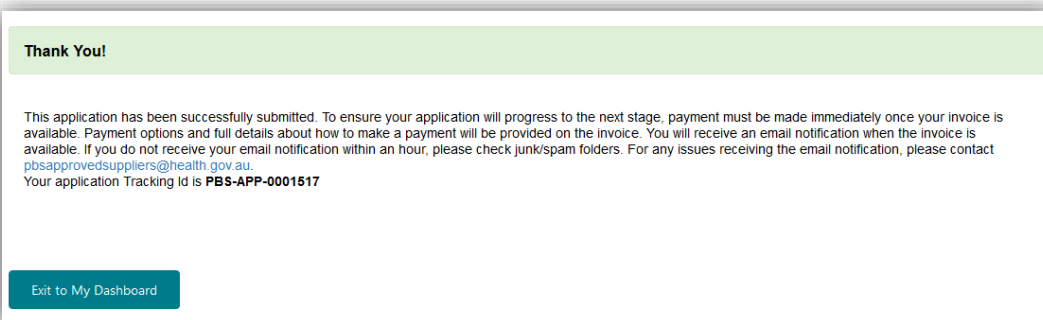 Thank You!
This application has been successfully submitted. To ensure your application will progress to the next stage, payment must be made immediately once your invoice is
available. Payment options and full details about how to make a payment will be provided on the invoice. You will receive an email notification when the invoice is
available. If you do not receive your email notification within an hour, please check junk/spam folders. For any issues receiving the email notification, please contact
pbsapprovedsuppliers@health.gov.au.
Your application Tracking Id is PBS-APP-0001517
Exit to My Dashboard